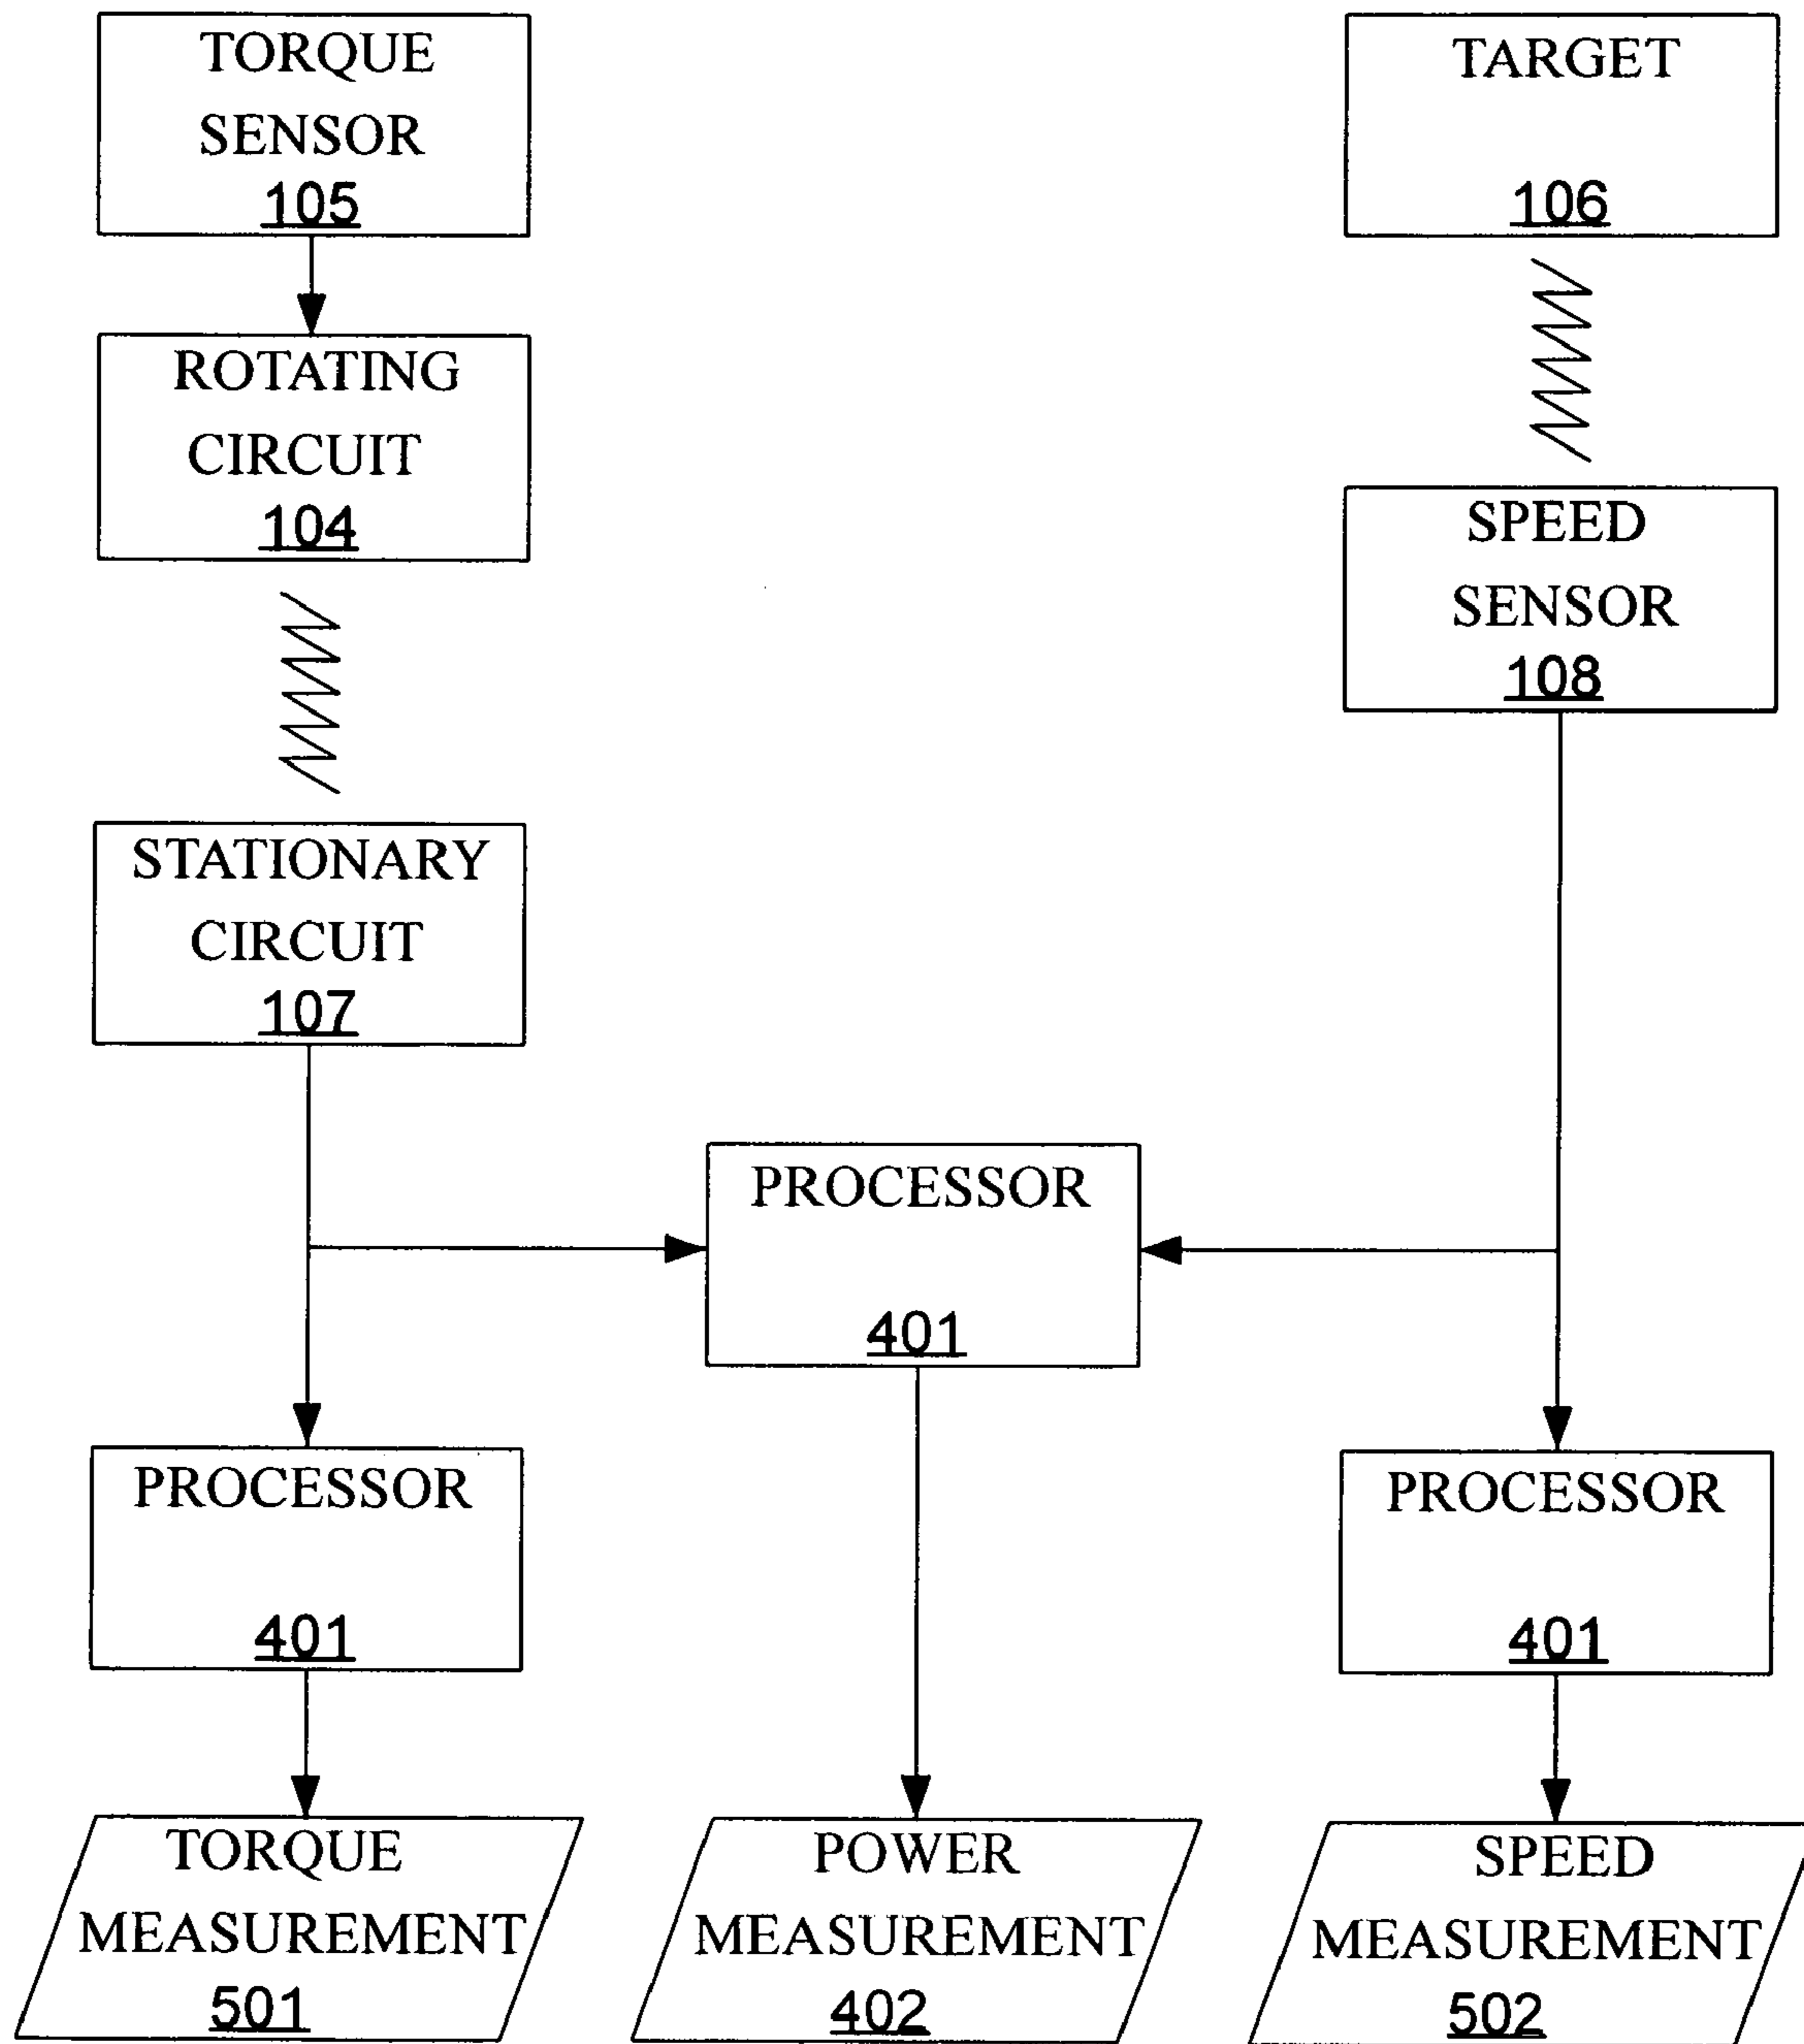 TORQUE
SENSOR
105
TARGET
106
ROTATING
CIRCUIT
104
SPEED
SENSOR
108
STATIONARY
CIRCUIT
107
PROCESSOR
401
PROCESSOR
401
PROCESSOR
401
TORQUE
MEASUREMENT
501
POWER
MEASUREMENT
402
SPEED
MEASUREMENT
502